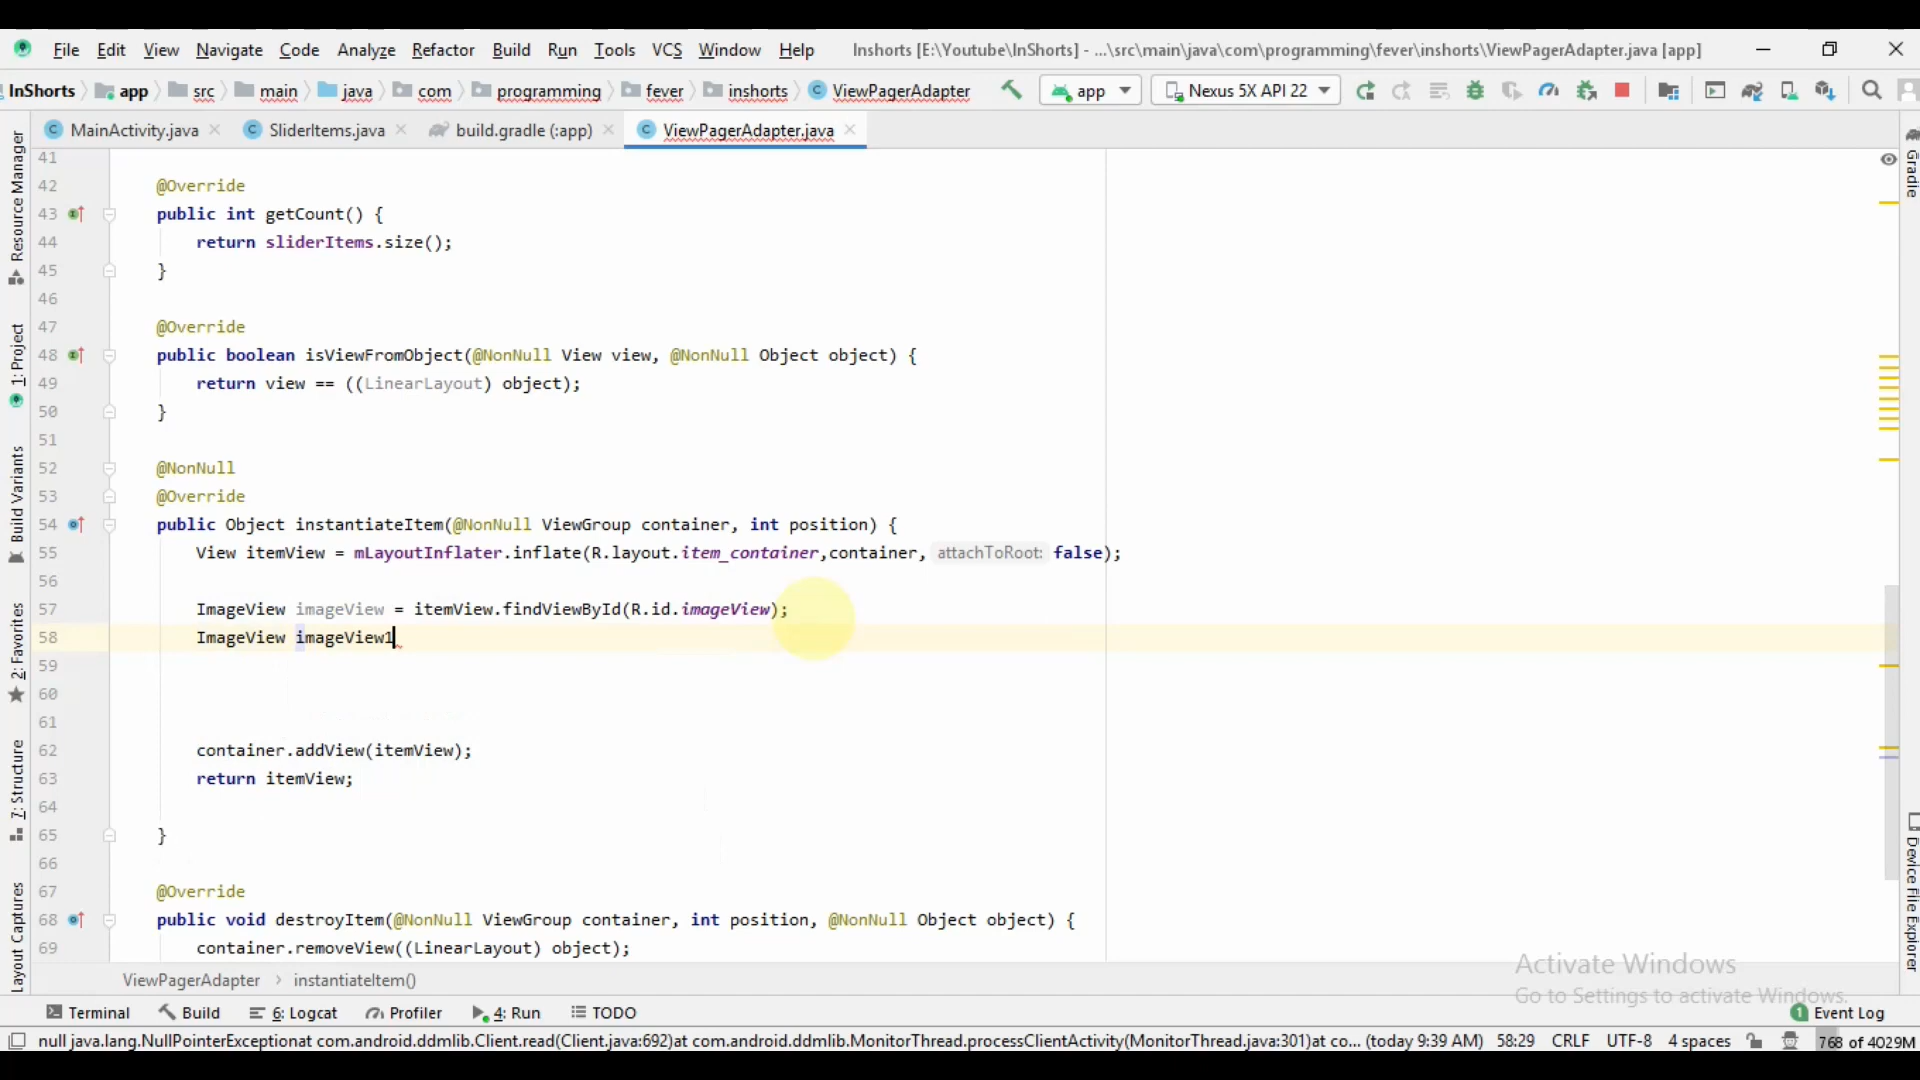 File Edit View Navigate Code Analyze Refactor Build Run Tools VCS Window Help Inshorts [E:\Youtube\InShorts] - ...\src\main\java\com\programming\fever\inshorts\ViewPagerAdapter.java [app]
InShorts app src main java com programming fever inshorts ViewPagerAdapter app Nexus 5X API 22
MainActivity.java SliderItems.java build.gradle (:app) ViewPagerAdapter.java
41
42 @Override
43 public int getCount() {
44 return sliderItems.size();
45 }
46
47 @Override
48 public boolean isViewFromObject(@NonNull View view, @NonNull Object object) {
49 return view == ((LinearLayout) object);
50 }
51
52 @NonNull
53 @Override
54 public Object instantiateItem(@NonNull ViewGroup container, int position) {
55 View itemView = mLayoutInflater.inflate(R.layout.item_container,container, attachToRoot: false);
56
57 ImageView imageView = itemView.findViewById(R.id.imageView);
58 ImageView imageView1
59
60
61
62 container.addView(itemView);
63 return itemView;
64
65 }
66
67 @Override
68 public void destroyItem(@NonNull ViewGroup container, int position, @NonNull Object object) {
69 container.removeView((LinearLayout) object);
Resource Manager
1: Project
Build Variants
2: Favorites
7: Structure
Layout Captures
Gradle
Device File Explorer
Activate Windows
Go to Settings to activate Windows.
ViewPagerAdapter > instantiateItem()
Terminal Build 6: Logcat Profiler 4: Run TODO 1 Event Log
null java.lang.NullPointerExceptionat com.android.ddmlib.Client.read(Client.java:692)at com.android.ddmlib.MonitorThread.processClientActivity(MonitorThread.java:301)at co... (today 9:39 AM) 58:29 CRLF UTF-8 4 spaces 768 of 4029M